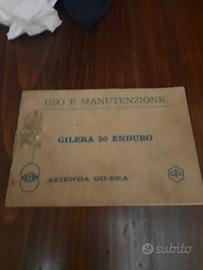 USO E MANUTENZIONE
GILERA 50 ENDURO
AZIENDA GILERA
subito